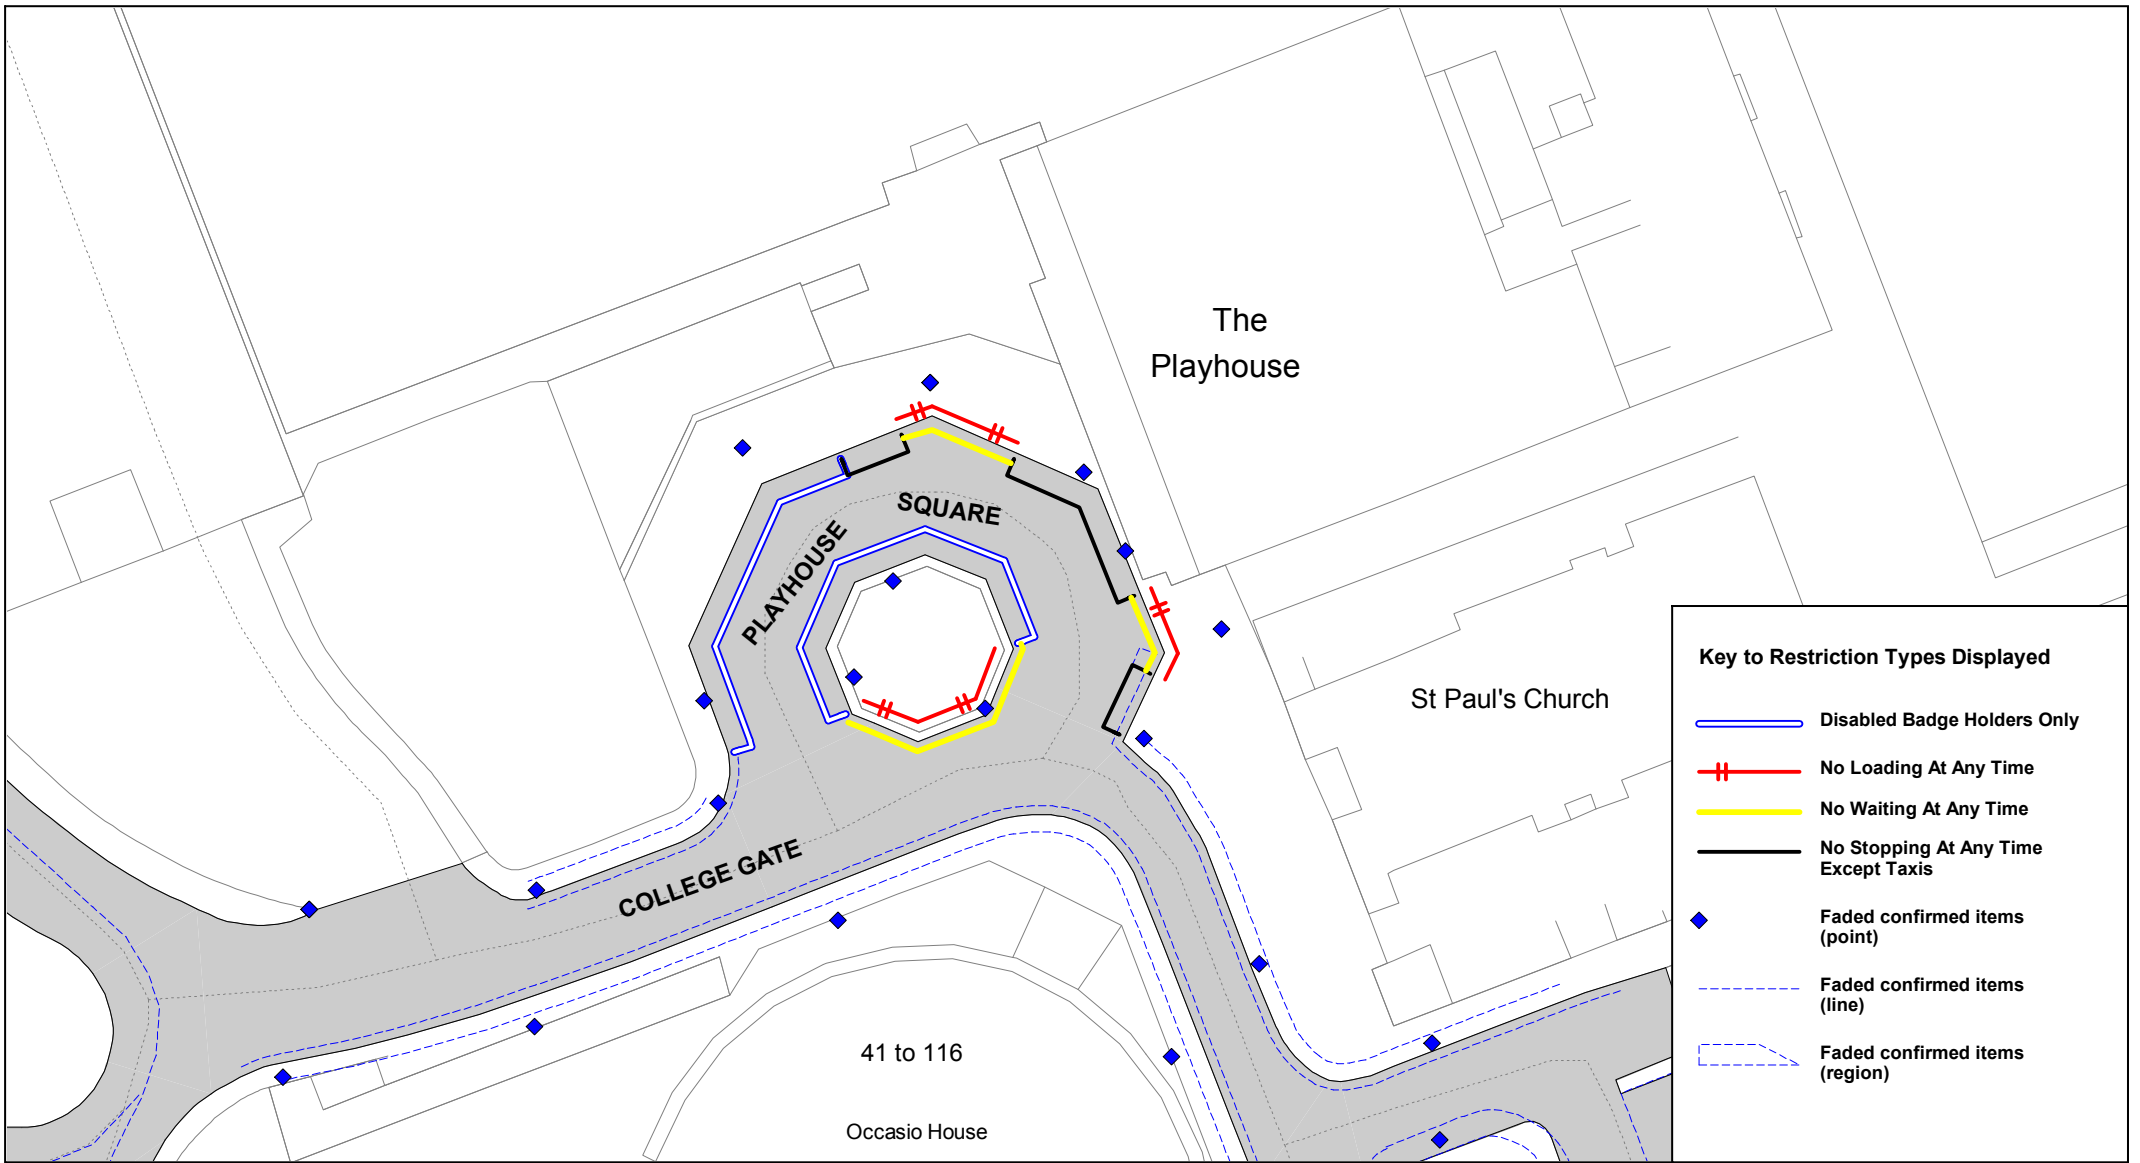 The
Playhouse
SQUARE
PLAYHOUSE
St Paul's Church
COLLEGE GATE
41 to 116
Occasio House
Key to Restriction Types Displayed
Disabled Badge Holders Only
No Loading At Any Time
No Waiting At Any Time
No Stopping At Any Time
Except Taxis
Faded confirmed items
(point)
Faded confirmed items
(line)
Faded confirmed items
(region)